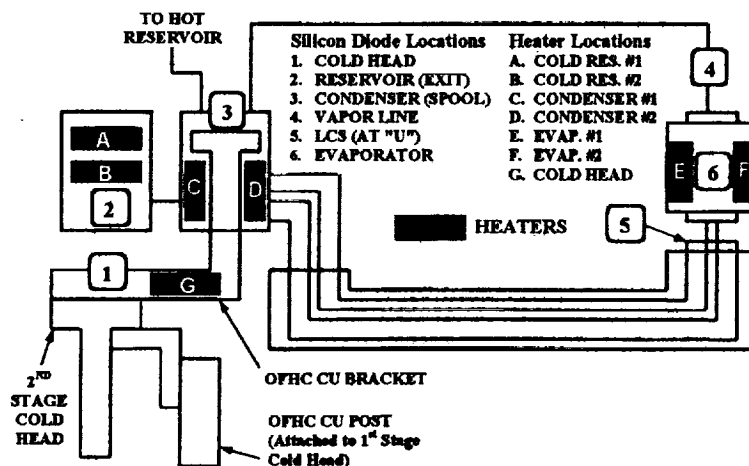 TO HOT
RESERVOIR
Silicon Diode Locations
1. COLD HEAD
2. RESERVOIR (EXIT)
3. CONDENSER (SPOOL)
4. VAPOR LINE
5. LCS (AT "U")
6. EVAPORATOR
Heater Locations
A. COLD RES. #1
B. COLD RES. #2
C. CONDENSER #1
D. CONDENSER #2
E. EVAP. #1
F. EVAP. #2
G. COLD HEAD
3
4
A
B
2
C
D
E
6
F
HEATERS
5
1
G
2ND
STAGE
COLD
HEAD
OFHC CU BRACKET
OFHC CU POST
(Attached to 1st Stage
Cold Head)